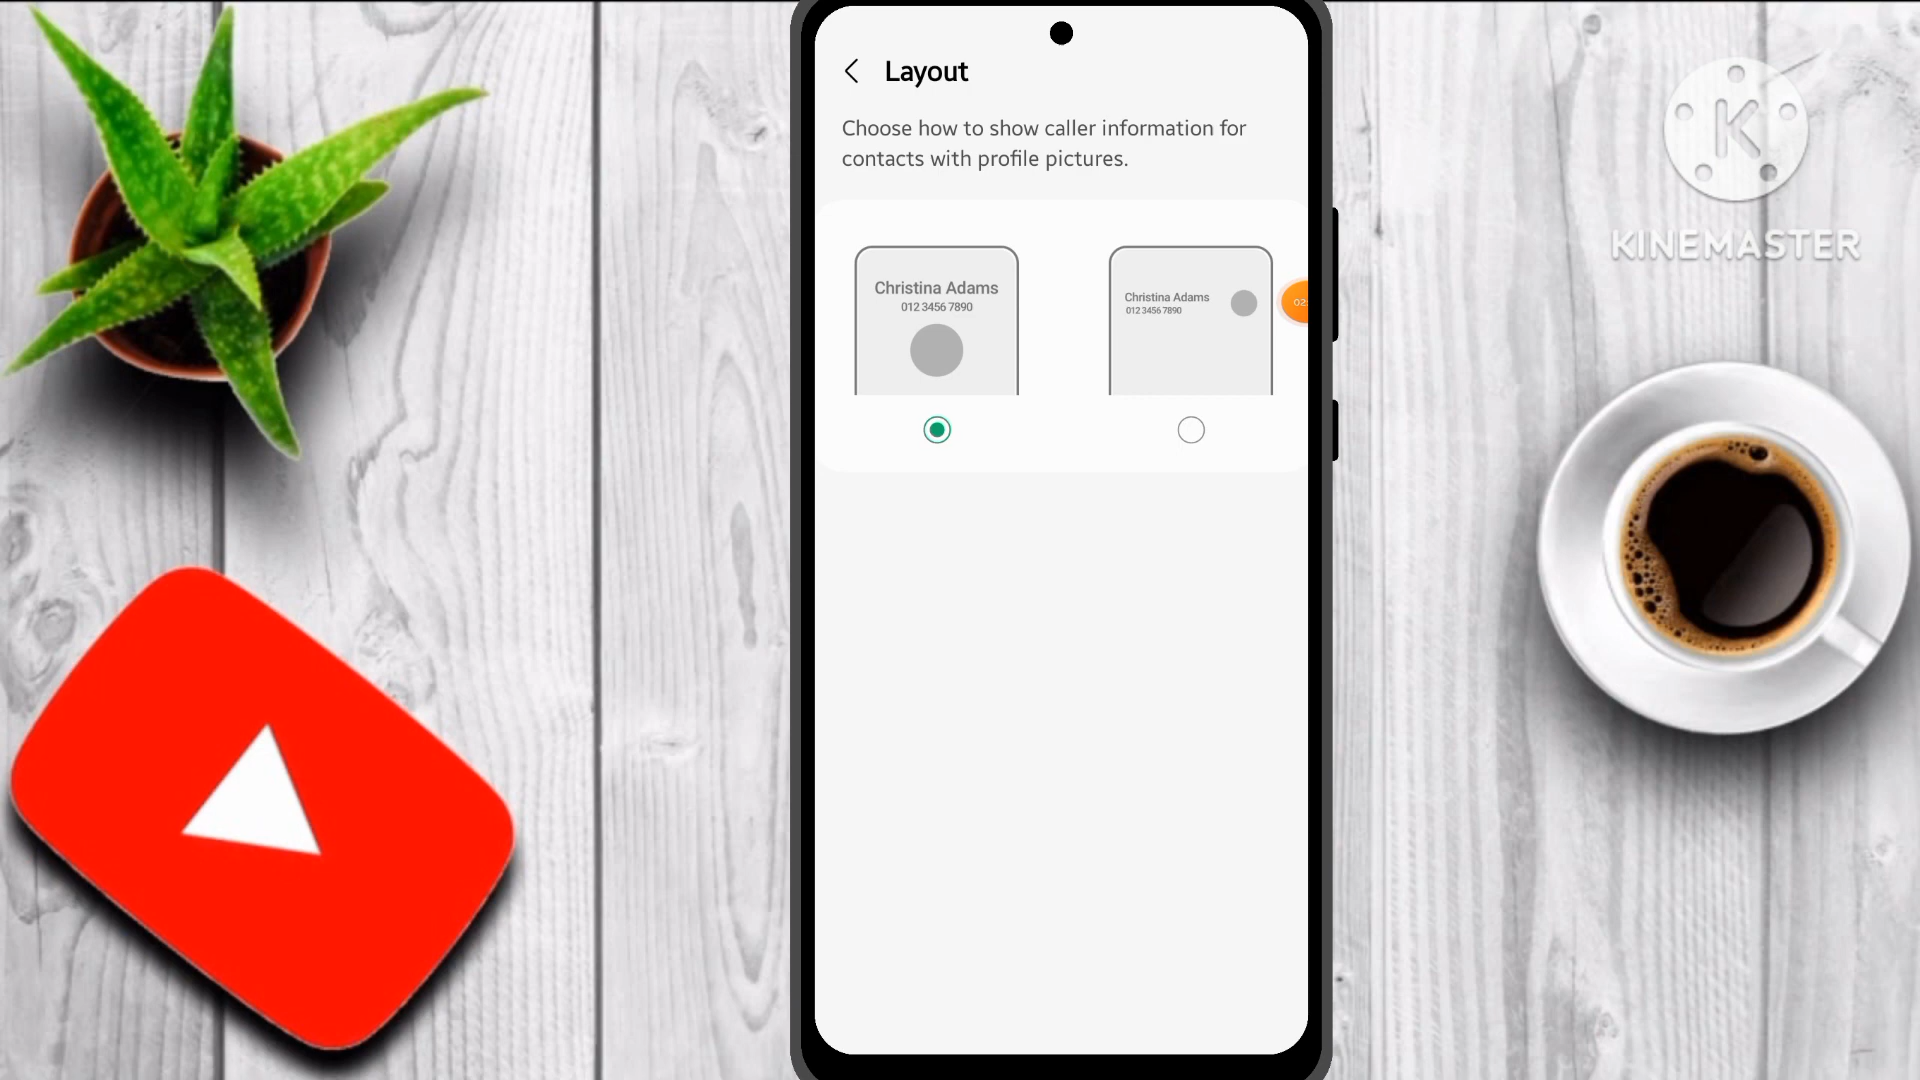 Layout
Choose how to show caller information for
contacts with profile pictures.
Christina Adams
012 3456 7890
Christina Adams
012 3456 7890
02:
K
KINEMASTER